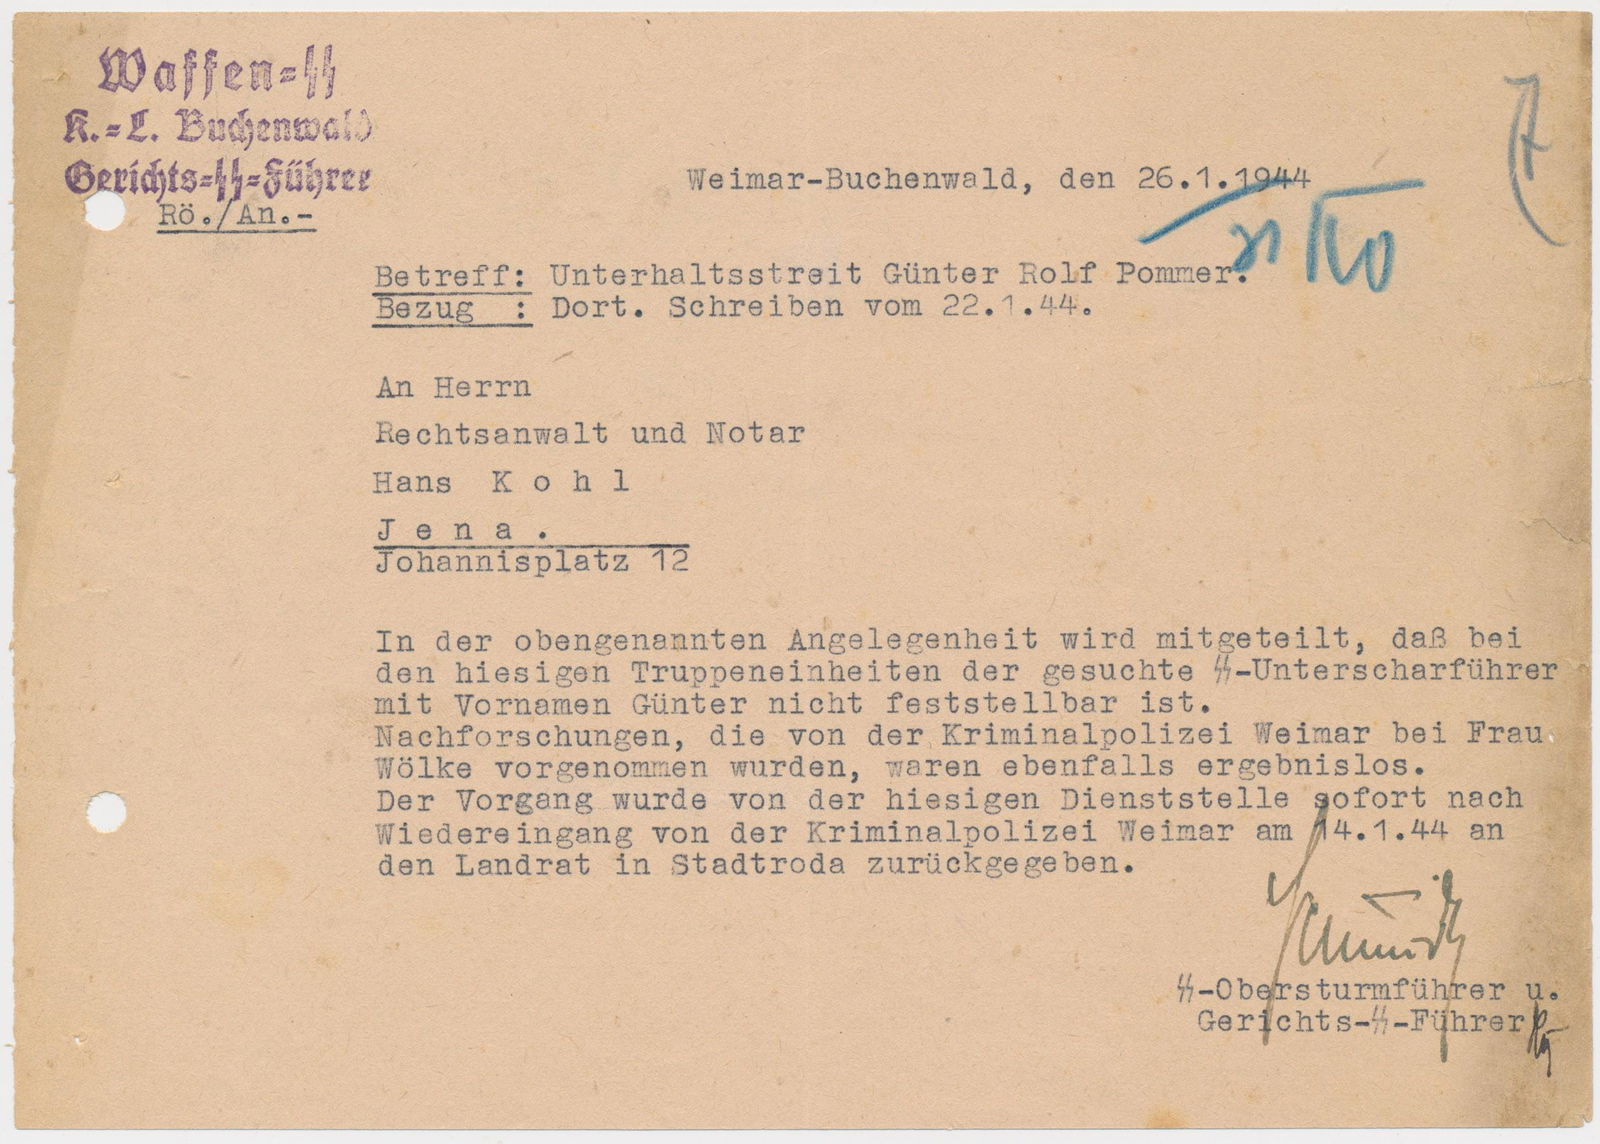 Waffen-SS
K.=L. Buchenwald
Gerichts=SS=Führer
Rö./An.-
Weimar-Buchenwald, den 26.1.1944
Betreff: Unterhaltsstreit Günter Rolf Pommer.
Bezug : Dort. Schreiben vom 22.1.44.
An Herrn
Rechtsanwalt und Notar
Hans K o h l
J e n a .
Johannisplatz 12
In der obengenannten Angelegenheit wird mitgeteilt, daß bei
den hiesigen Truppeneinheiten der gesuchte SS-Unterscharführer
mit Vornamen Günter nicht feststellbar ist.
Nachforschungen, die von der Kriminalpolizei Weimar bei Frau
Wölke vorgenommen wurden, waren ebenfalls ergebnislos.
Der Vorgang wurde von der hiesigen Dienststelle sofort nach
Wiedereingang von der Kriminalpolizei Weimar am 14.1.44 an
den Landrat in Stadtroda zurückgegeben.
SS-Obersturmführer u.
Gerichts-SS-Führer